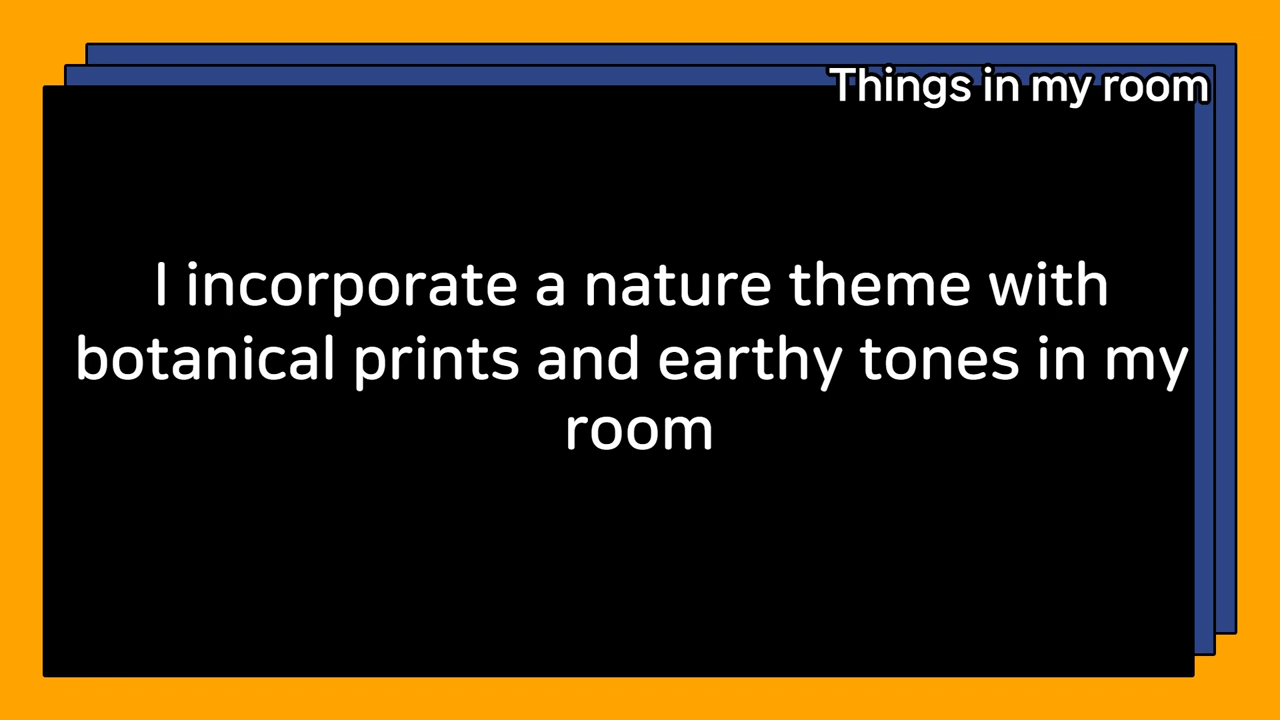 Things in my room
I incorporate a nature theme with
botanical prints and earthy tones in my
room